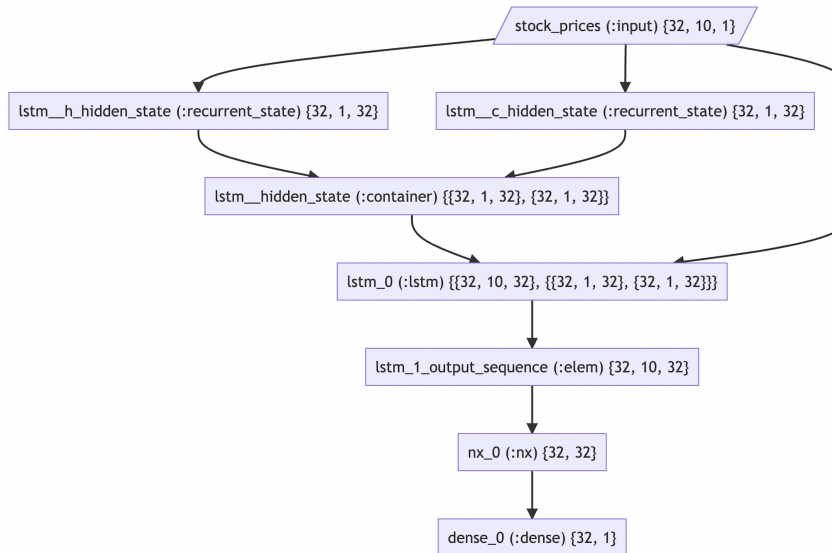 stock_prices (:input) {32, 10, 1}
lstm__h_hidden_state (:recurrent_state) {32, 1, 32}
lstm__c_hidden_state (:recurrent_state) {32, 1, 32}
lstm__hidden_state (:container) {{32, 1, 32}, {32, 1, 32}}
lstm_0 (:lstm) {{32, 10, 32}, {{32, 1, 32}, {32, 1, 32}}}
lstm_1_output_sequence (:elem) {32, 10, 32}
nx_0 (:nx) {32, 32}
dense_0 (:dense) {32, 1}